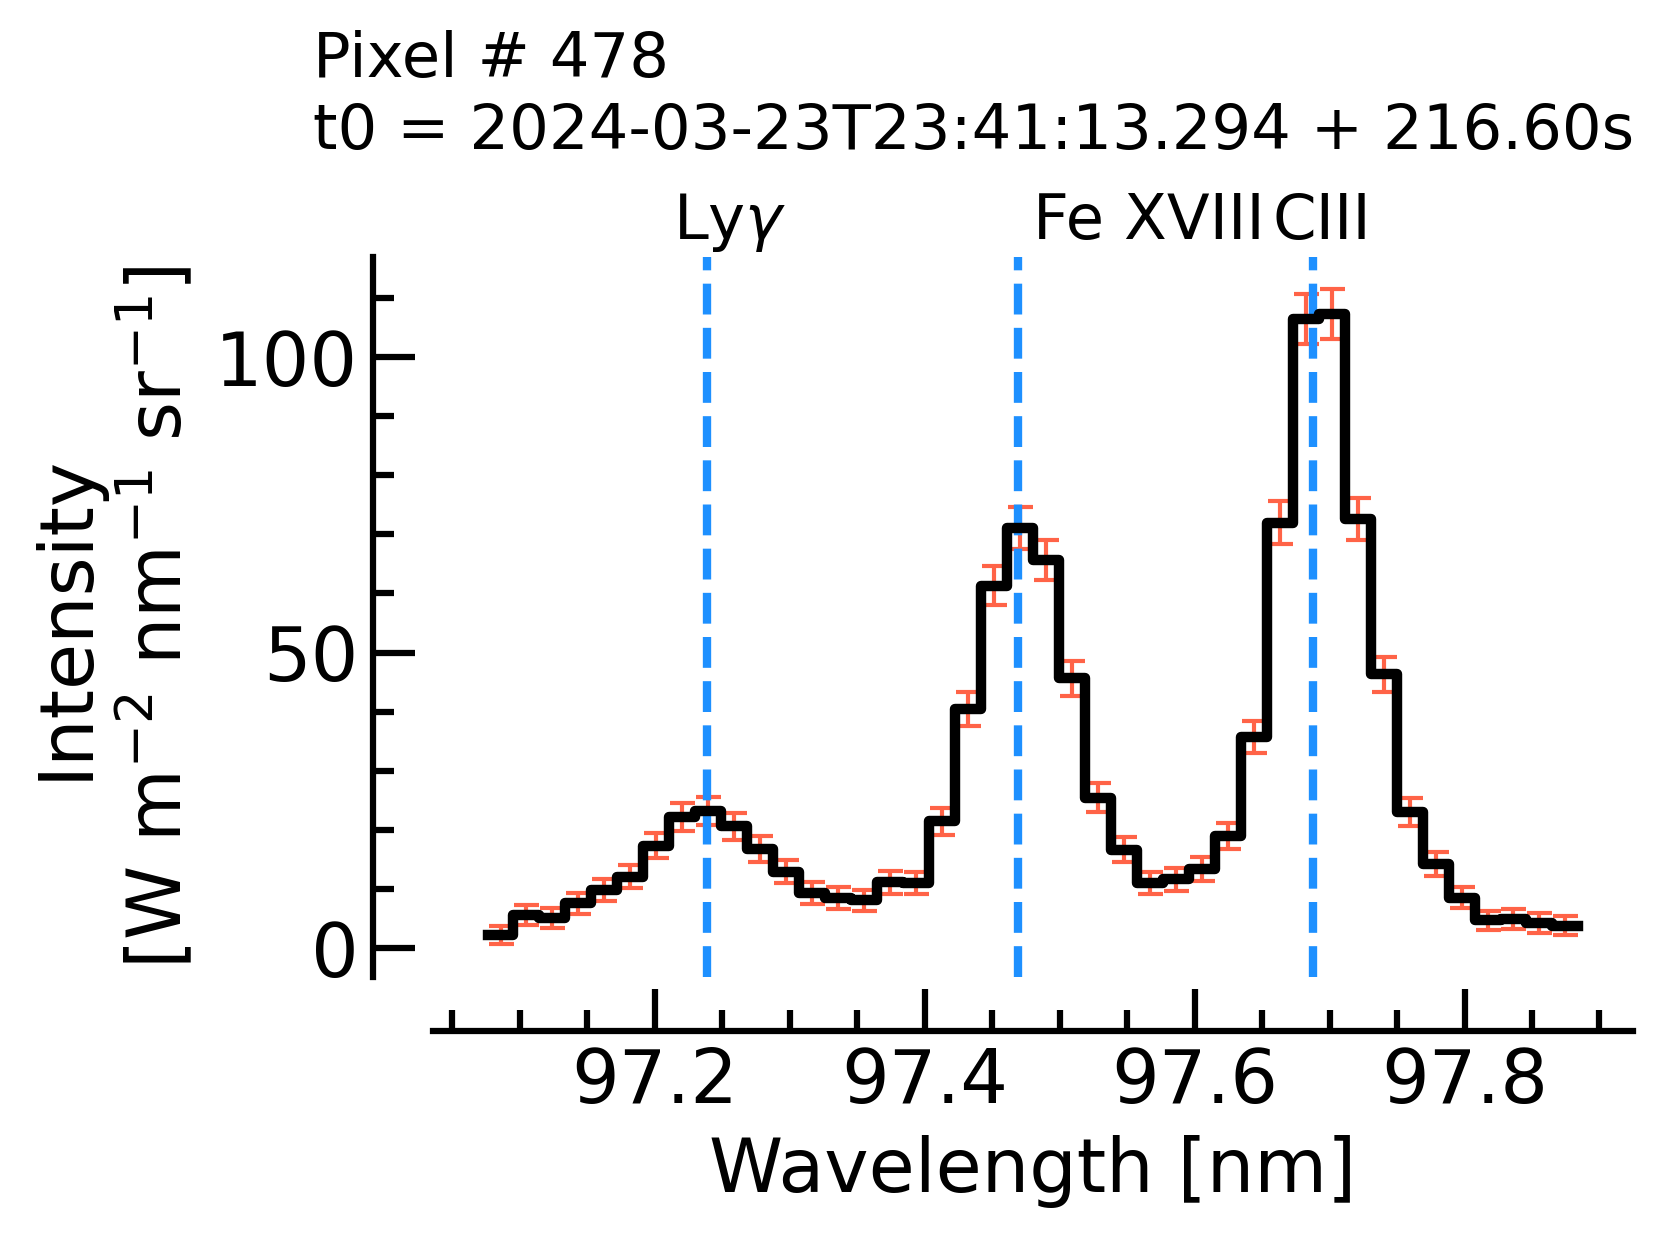 Pixel # 478
t0 = 2024-03-23T23:41:13.294 + 216.60s
Lyγ Fe XVIII CIII
Intensity
[W m⁻² nm⁻¹ sr⁻¹]
100
50
0
97.2 97.4 97.6 97.8
Wavelength [nm]